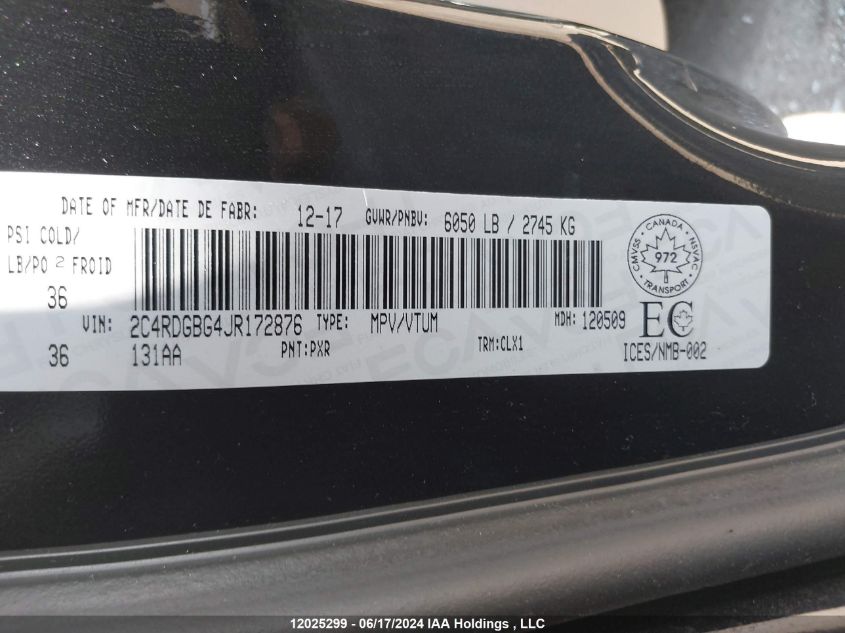 DATE OF MFR/DATE DE FABR: 12-17 GVWR/PNBV: 6050 LB / 2745 KG
PSI COLD/
LB/PO 2 FROID
36
VIN: 2C4RDGBG4JR172876 TYPE: MPV/VTUM MDH: 120509
36 131AA PNT:PXR TRM:CLX1
CANADA
CMVSS NSVAC
972
TRANSPORT
EC
ICES/NMB-002
12025299 - 06/17/2024 IAA Holdings , LLC